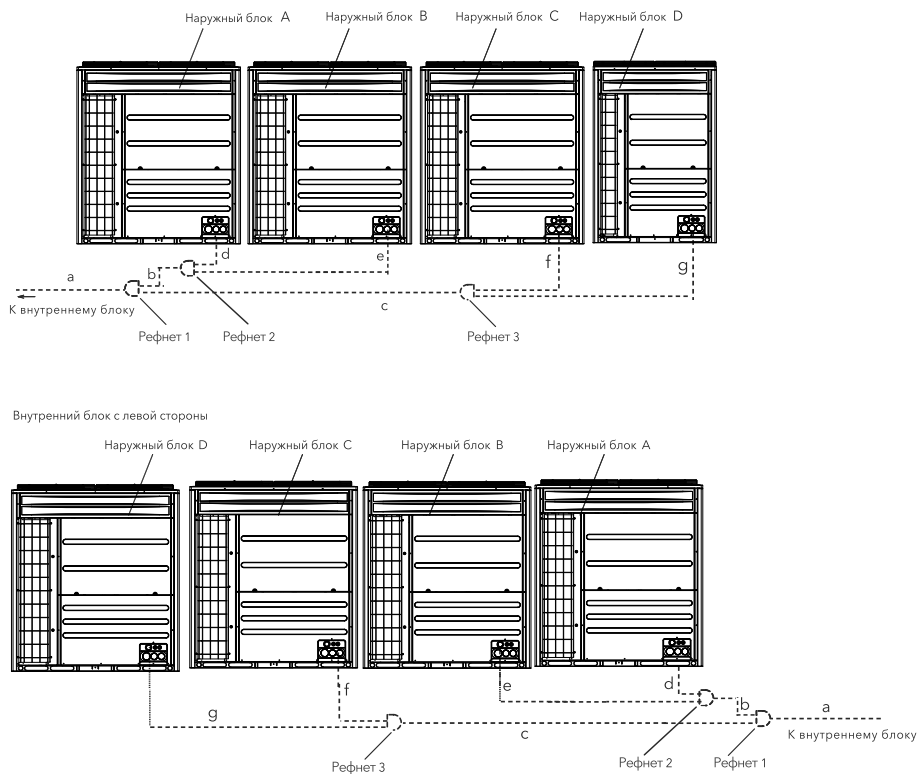 Наружный блок A
Наружный блок B
Наружный блок C
Наружный блок D
d
e
f
g
a
b
c
К внутреннему блоку
Рефнет 1
Рефнет 2
Рефнет 3
Внутренний блок с левой стороны
Наружный блок D
Наружный блок C
Наружный блок B
Наружный блок A
f
e
d
g
b
a
c
К внутреннему блоку
Рефнет 3
Рефнет 2
Рефнет 1